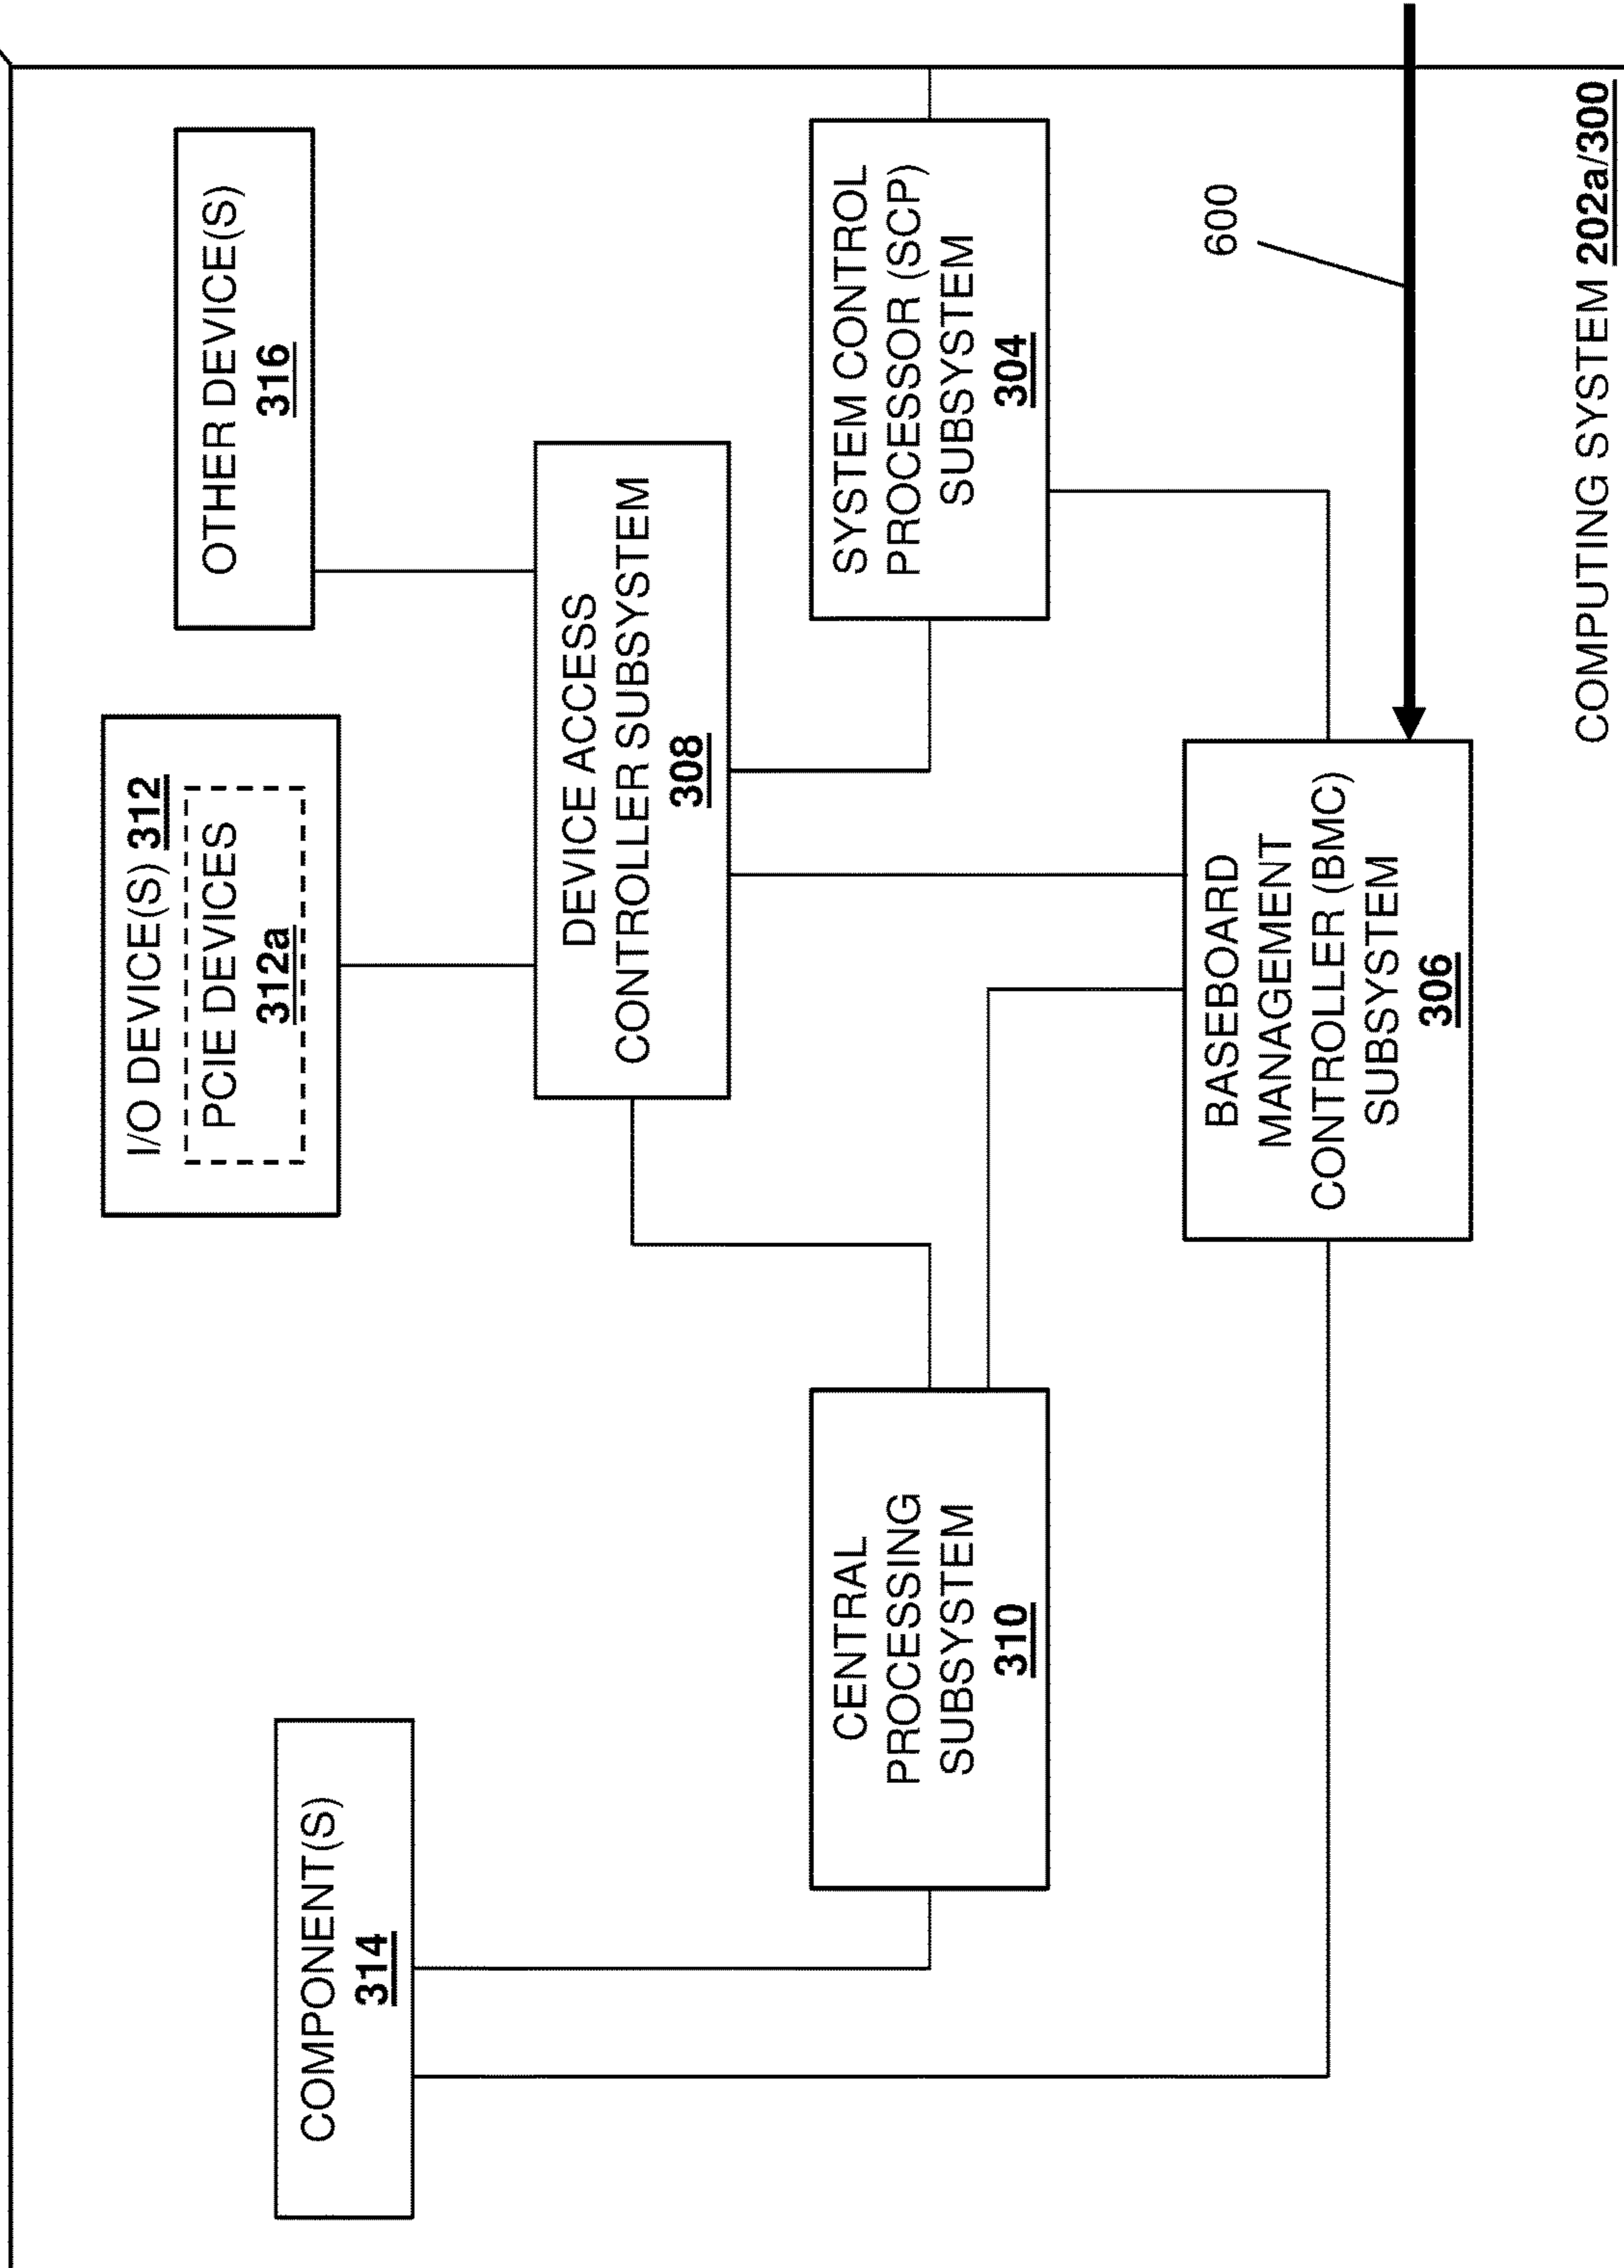 COMPONENT(S)
314
I/O DEVICE(S) 312
PCIE DEVICES
312a
OTHER DEVICE(S)
316
DEVICE ACCESS
CONTROLLER SUBSYSTEM
308
CENTRAL
PROCESSING
SUBSYSTEM
310
SYSTEM CONTROL
PROCESSOR (SCP)
SUBSYSTEM
304
BASEBOARD
MANAGEMENT
CONTROLLER (BMC)
SUBSYSTEM
306
600
COMPUTING SYSTEM 202a/300